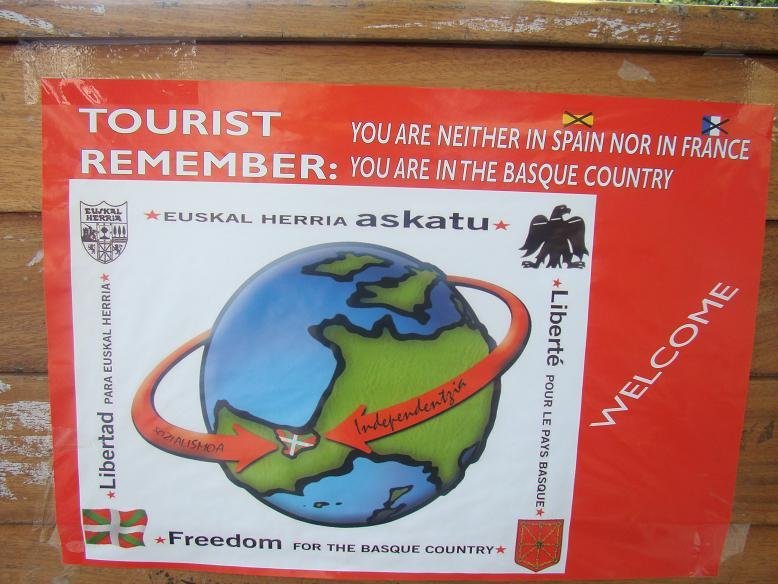 TOURIST
REMEMBER:
YOU ARE NEITHER IN SPAIN NOR IN FRANCE
YOU ARE IN THE BASQUE COUNTRY
EUSKAL
HERRIA
★EUSKAL HERRIA askatu★
★Libertad PARA EUSKAL HERRIA★
★Liberté POUR LE PAYS BASQUE★
SOZIALISMOA
Independentzia
★Freedom FOR THE BASQUE COUNTRY★
WELCOME